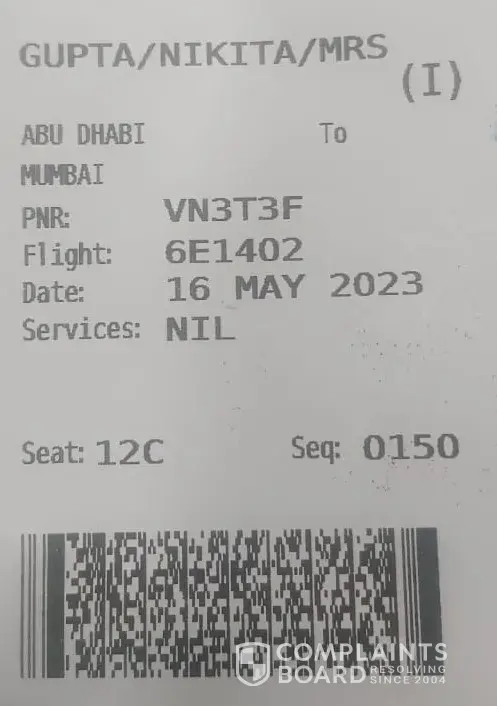 GUPTA/NIKITA/MRS
(I)
ABU DHABI To
MUMBAI
PNR: VN3T3F
Flight: 6E1402
Date: 16 MAY 2023
Services: NIL
Seat: 12C Seq: 0150
COMPLAINTS
BOARD RESOLVING
SINCE 2004